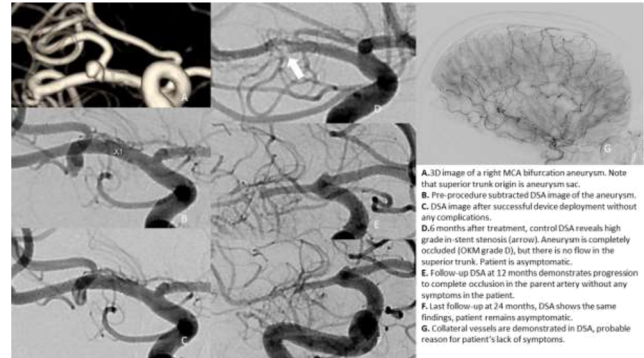 A
X1
B
C
D
E
G
A.3D image of a right MCA bifurcation aneurysm. Note
that superior trunk origin is aneurysm sac.
B. Pre-procedure subtracted DSA image of the aneurysm.
C. DSA image after successful device deployment without
any complications.
D.6 months after treatment, control DSA reveals high
grade in-stent stenosis (arrow). Aneurysm is completely
occluded (OKM grade D), but there is no flow in the
superior trunk. Patient is asymptomatic.
E. Follow-up DSA at 12 months demonstrates progression
to complete occlusion in the parent artery without any
symptoms in the patient.
F. Last follow-up at 24 months, DSA shows the same
findings, patient remains asymptomatic.
G. Collateral vessels are demonstrated in DSA, probable
reason for patient's lack of symptoms.